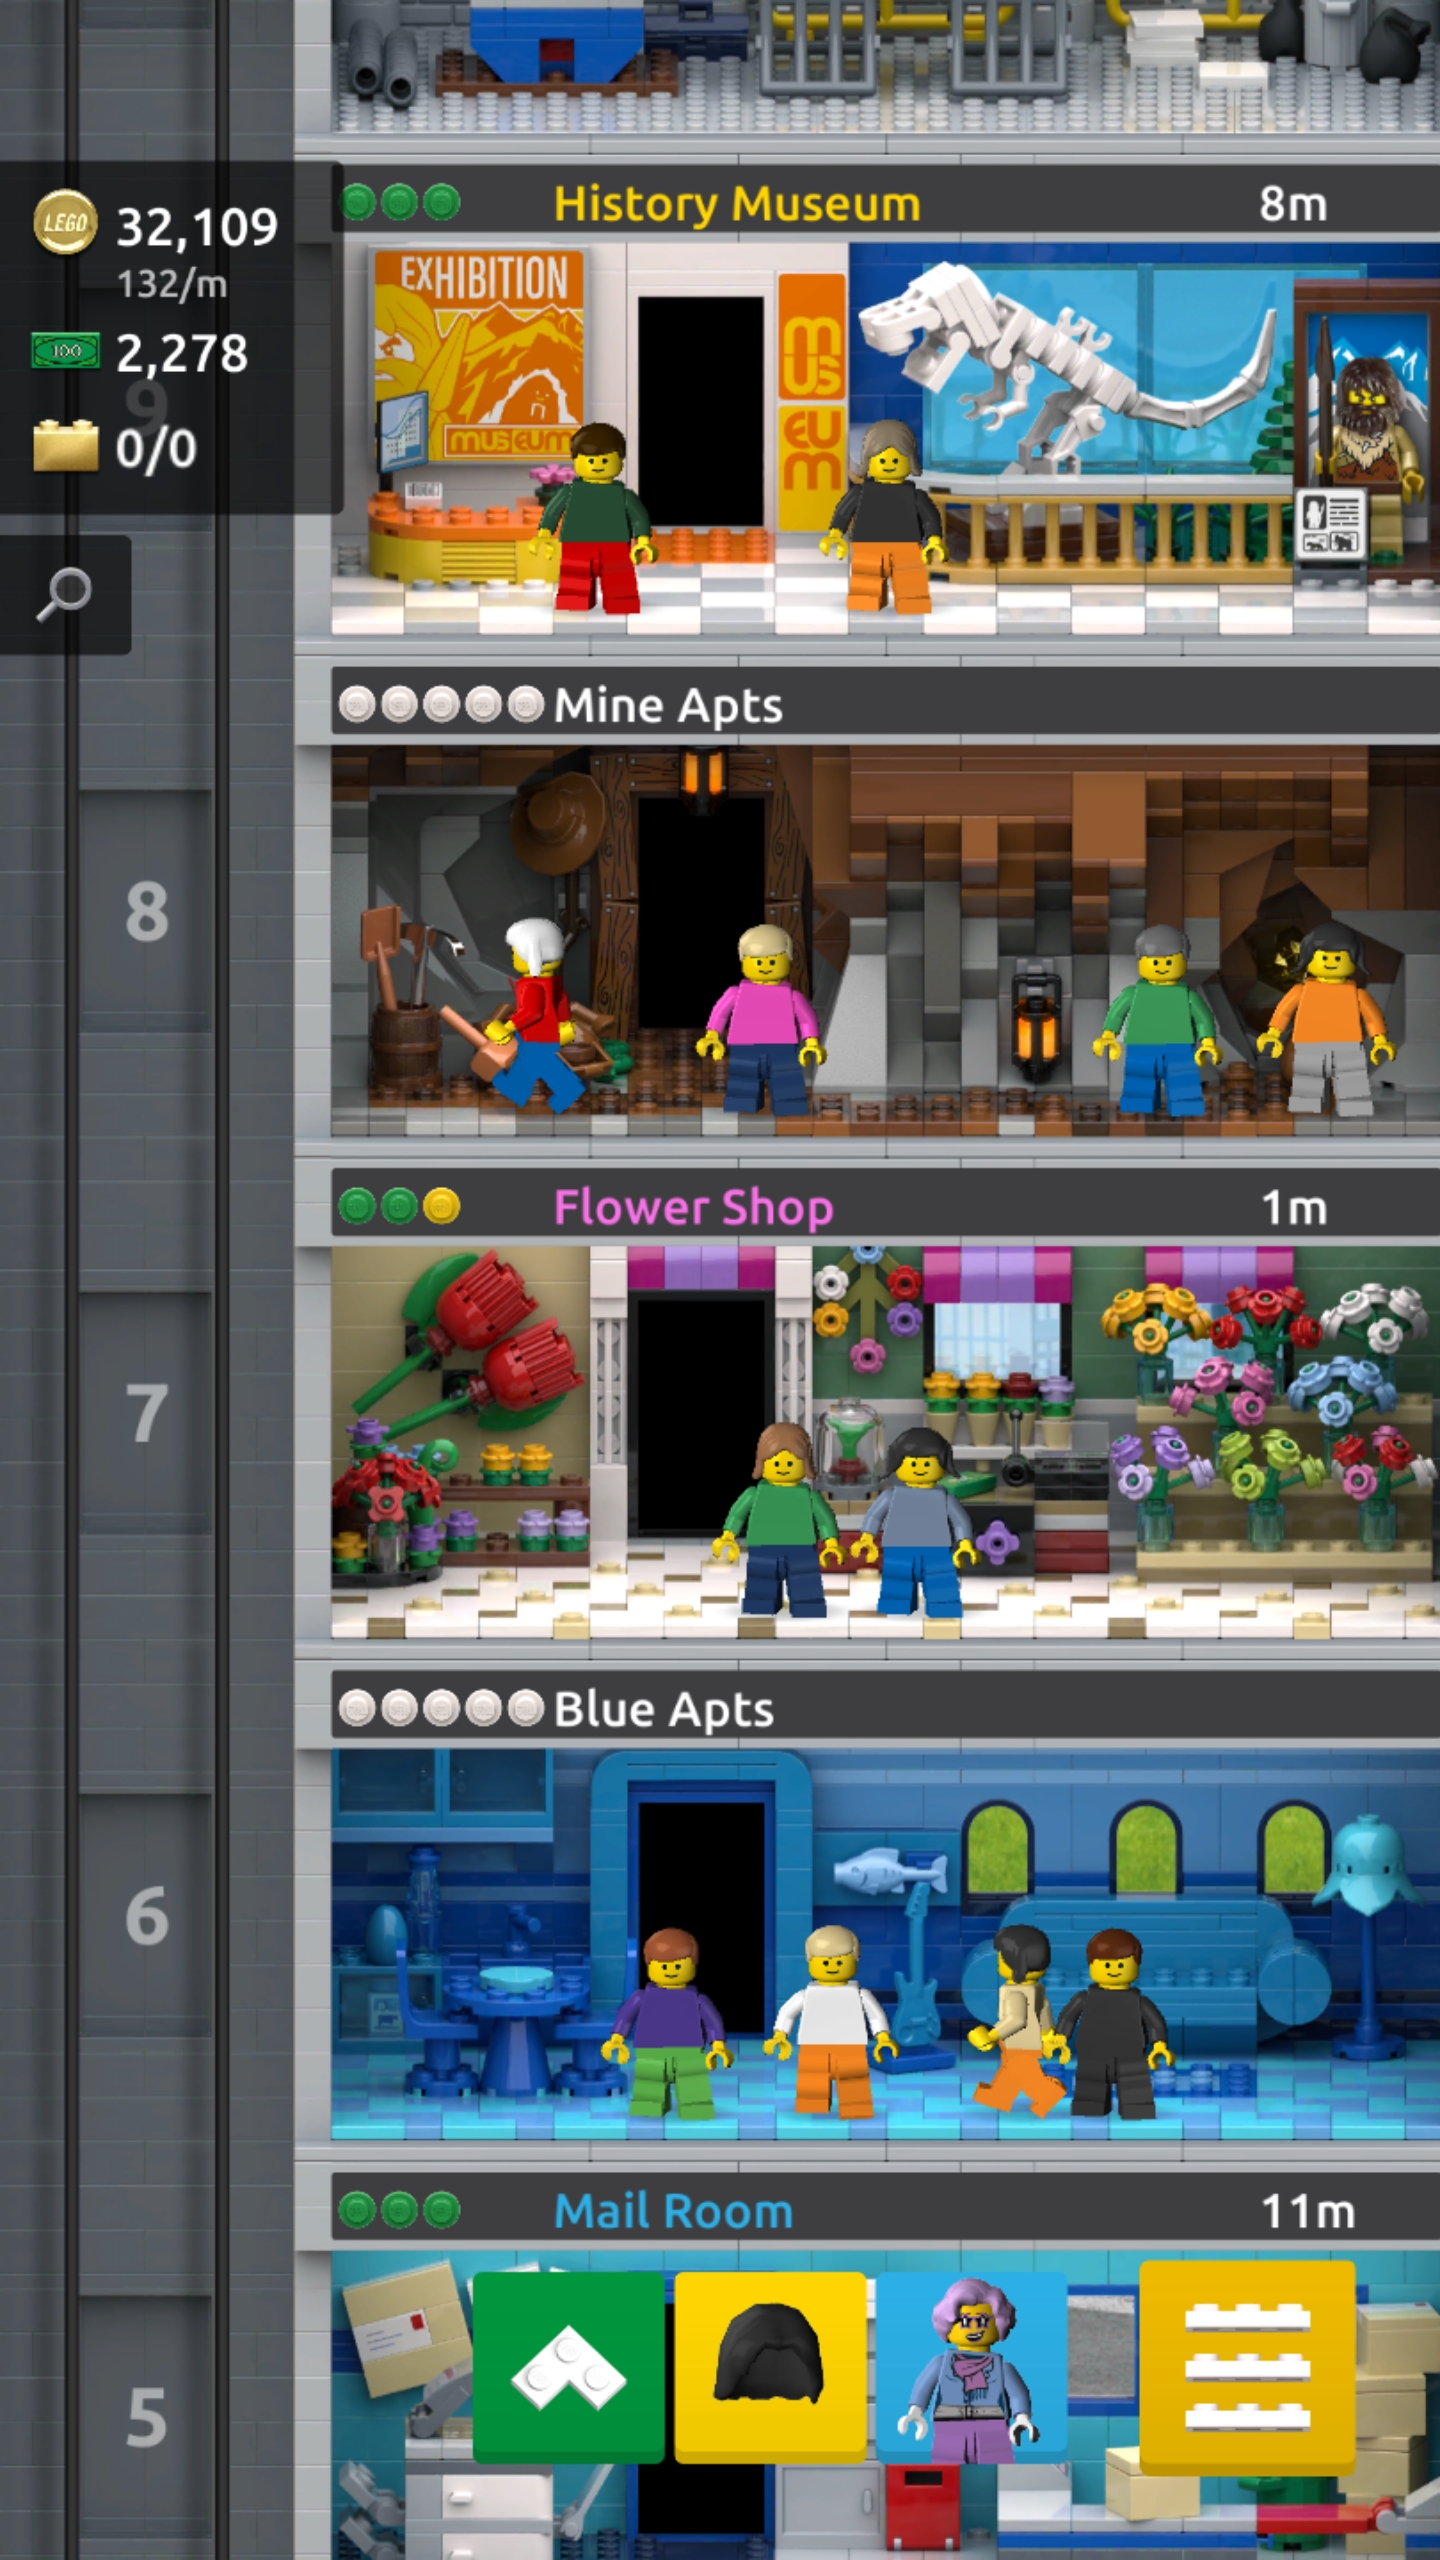 History Museum 8m
LEGO 32,109
132/m
100 2,278
9
0/0
EXHIBITION
MUSEUM
MUSEUM
Mine Apts
8
Flower Shop 1m
7
Blue Apts
6
Mail Room 11m
5